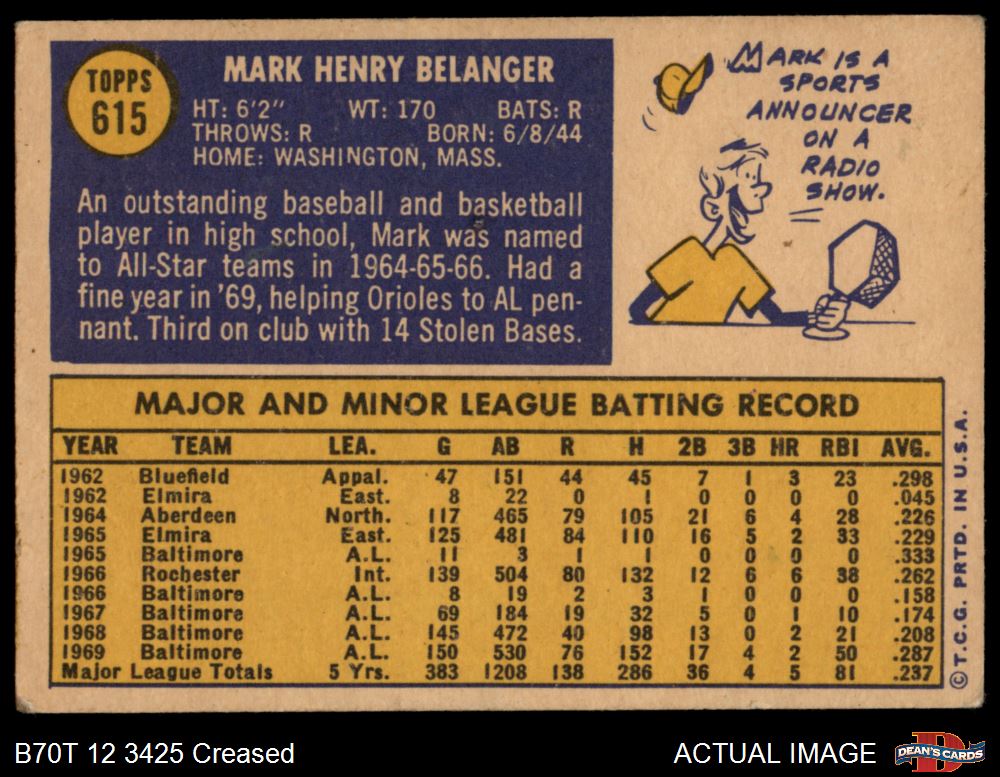 TOPPS
615
MARK HENRY BELANGER
HT: 6'2" WT: 170 BATS: R
THROWS: R BORN: 6/8/44
HOME: WASHINGTON, MASS.
An outstanding baseball and basketball
player in high school, Mark was named
to All-Star teams in 1964-65-66. Had a
fine year in '69, helping Orioles to AL pen-
nant. Third on club with 14 Stolen Bases.
MARK IS A
SPORTS
ANNOUNCER
ON A
RADIO
SHOW.
MAJOR AND MINOR LEAGUE BATTING RECORD
YEAR TEAM LEA. G AB R H 2B 3B HR RBI AVG.
1962 Bluefield Appal. 47 151 44 45 7 1 3 23 .298
1962 Elmira East. 8 22 0 1 0 0 0 0 .045
1964 Aberdeen North. 117 465 79 105 21 6 4 28 .226
1965 Elmira East. 125 481 84 110 16 5 2 33 .229
1965 Baltimore A.L. 11 3 1 1 0 0 0 0 .333
1966 Rochester Int. 139 504 80 132 12 6 6 38 .262
1966 Baltimore A.L. 8 19 2 3 1 0 0 0 .158
1967 Baltimore A.L. 69 184 19 32 5 0 1 10 .174
1968 Baltimore A.L. 145 472 40 98 13 0 2 21 .208
1969 Baltimore A.L. 150 530 76 152 17 4 2 50 .287
Major League Totals 5 Yrs. 383 1208 138 286 36 4 5 81 .237
©T.C.G. PRTD. IN U.S.A.
B70T 12 3425 Creased
ACTUAL IMAGE
DEAN'S CARDS